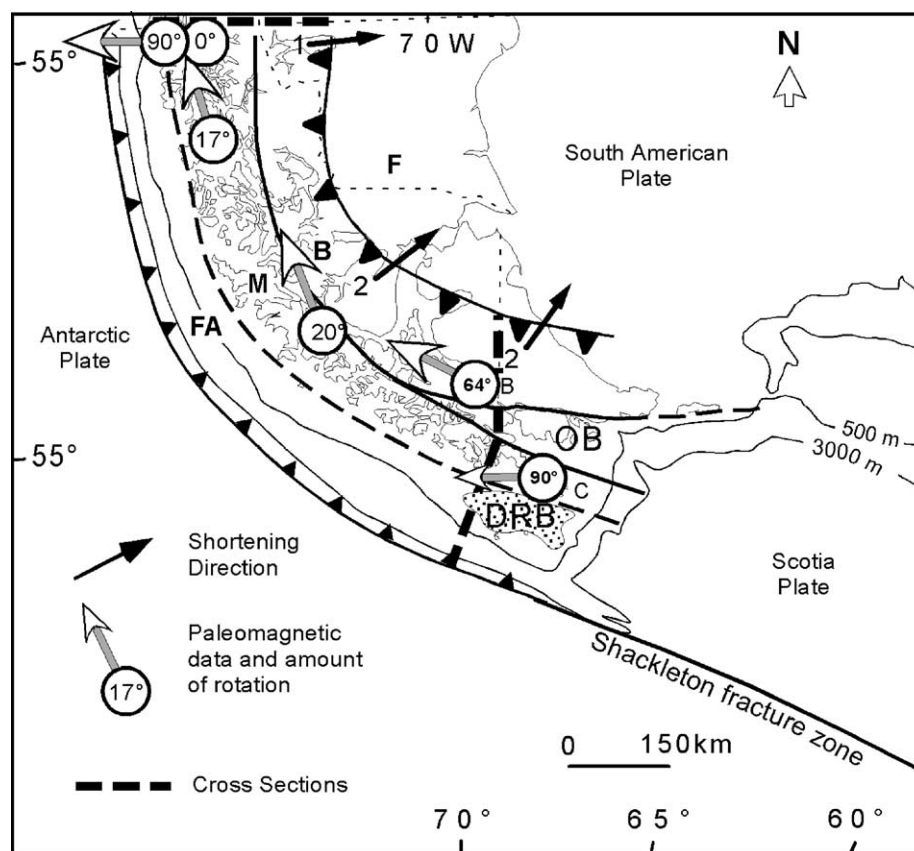 90°
0°
1
70 W
N
55°
17°
F
South American
Plate
B
2
M
20°
FA
Antarctic
Plate
2
64°
B
OB
500 m
3000 m
55°
90°
C
DRB
Shortening
Direction
Scotia
Plate
Paleomagnetic
data and amount
of rotation
17°
Shackleton fracture zone
0 150km
Cross Sections
70° 65° 60°